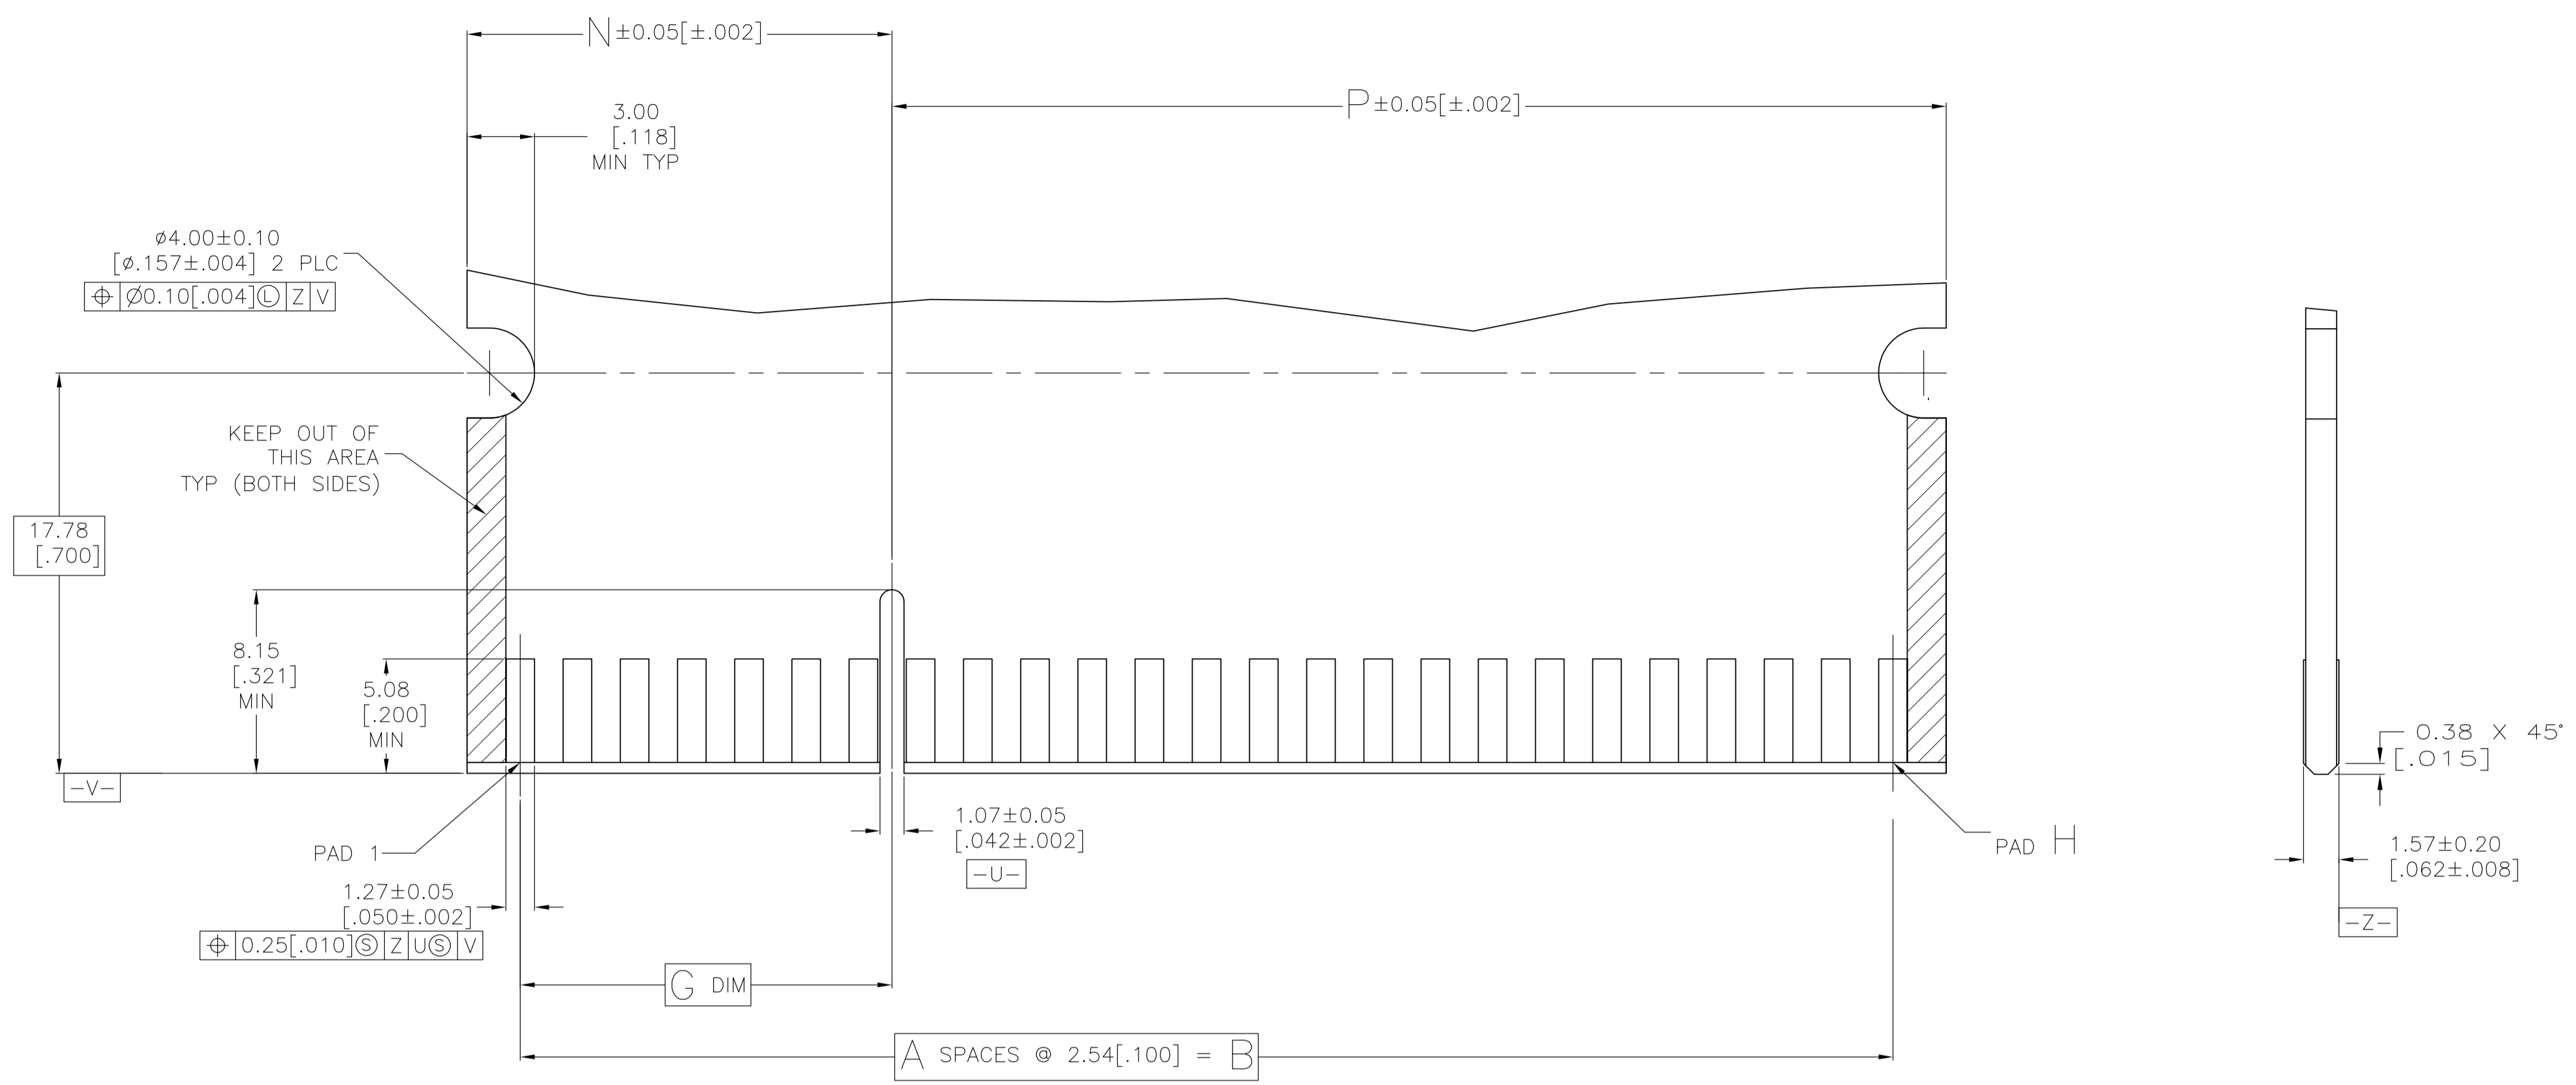 N±0.05[±.002]
P±0.05[±.002]
3.00
[.118]
MIN TYP
⌀4.00±0.10
[⌀.157±.004] 2 PLC
⌖ ⌀0.10[.004]Ⓛ Z V
KEEP OUT OF
THIS AREA
TYP (BOTH SIDES)
17.78
[.700]
8.15
[.321]
MIN
5.08
[.200]
MIN
-V-
PAD 1
1.27±0.05
[.050±.002]
⌖ 0.25[.010]Ⓢ Z UⓈ V
1.07±0.05
[.042±.002]
-U-
PAD H
0.38 X 45°
[.015]
1.57±0.20
[.062±.008]
-Z-
G DIM
A SPACES @ 2.54[.100] = B